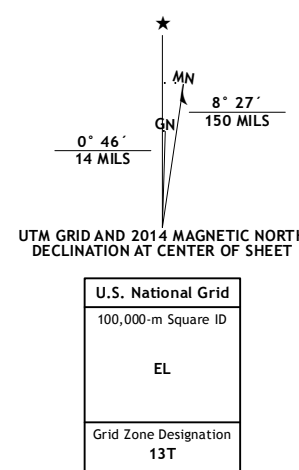 ★
MN
GN
8° 27´
150 MILS
0° 46´
14 MILS
UTM GRID AND 2014 MAGNETIC NORTH
DECLINATION AT CENTER OF SHEET
U.S. National Grid
100,000-m Square ID
EL
Grid Zone Designation
13T